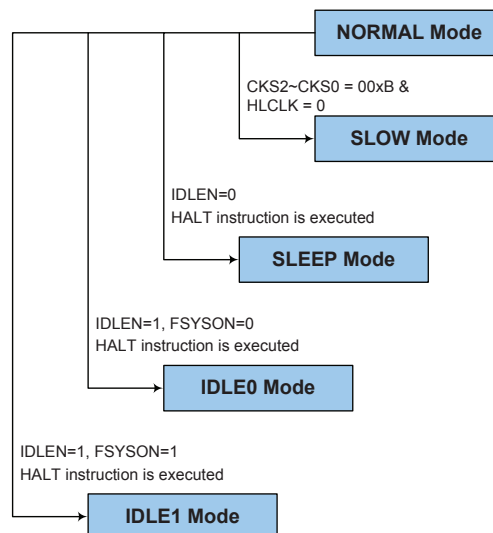 NORMAL Mode
CKS2~CKS0 = 00xB &
HLCLK = 0
SLOW Mode
IDLEN=0
HALT instruction is executed
SLEEP Mode
IDLEN=1, FSYSON=0
HALT instruction is executed
IDLE0 Mode
IDLEN=1, FSYSON=1
HALT instruction is executed
IDLE1 Mode